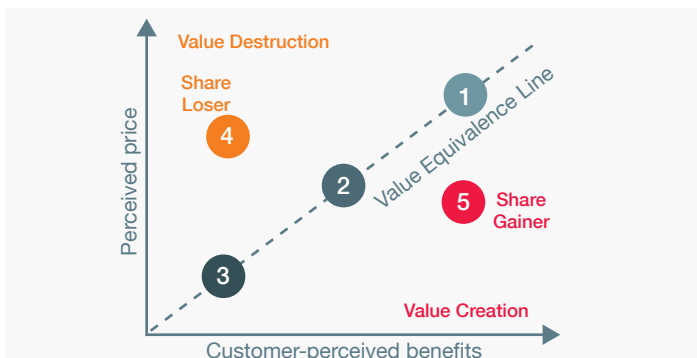 Value Destruction
Share
Loser
4
1
Value Equivalence Line
2
5
Share
Gainer
3
Value Creation
Perceived price
Customer-perceived benefits